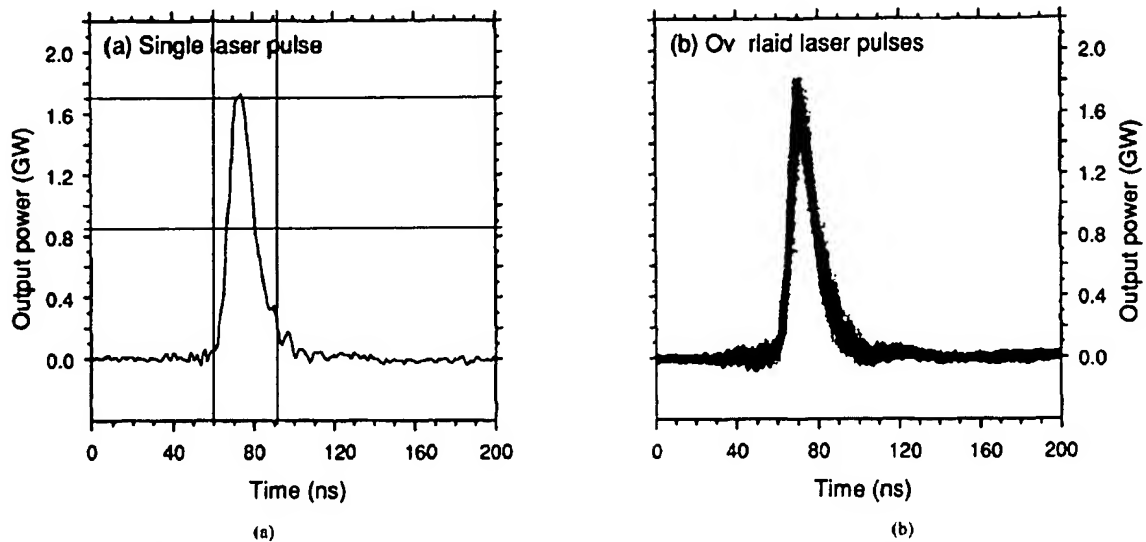 (a) Single laser pulse
Output power (GW)
2.0
1.6
1.2
0.8
0.4
0.0
0 40 80 120 160 200
Time (ns)
(a)
(b) Ov rlaid laser pulses
2.0
1.6
1.2
0.8
0.4
0.0
Output power (GW)
0 40 80 120 160 200
Time (ns)
(b)